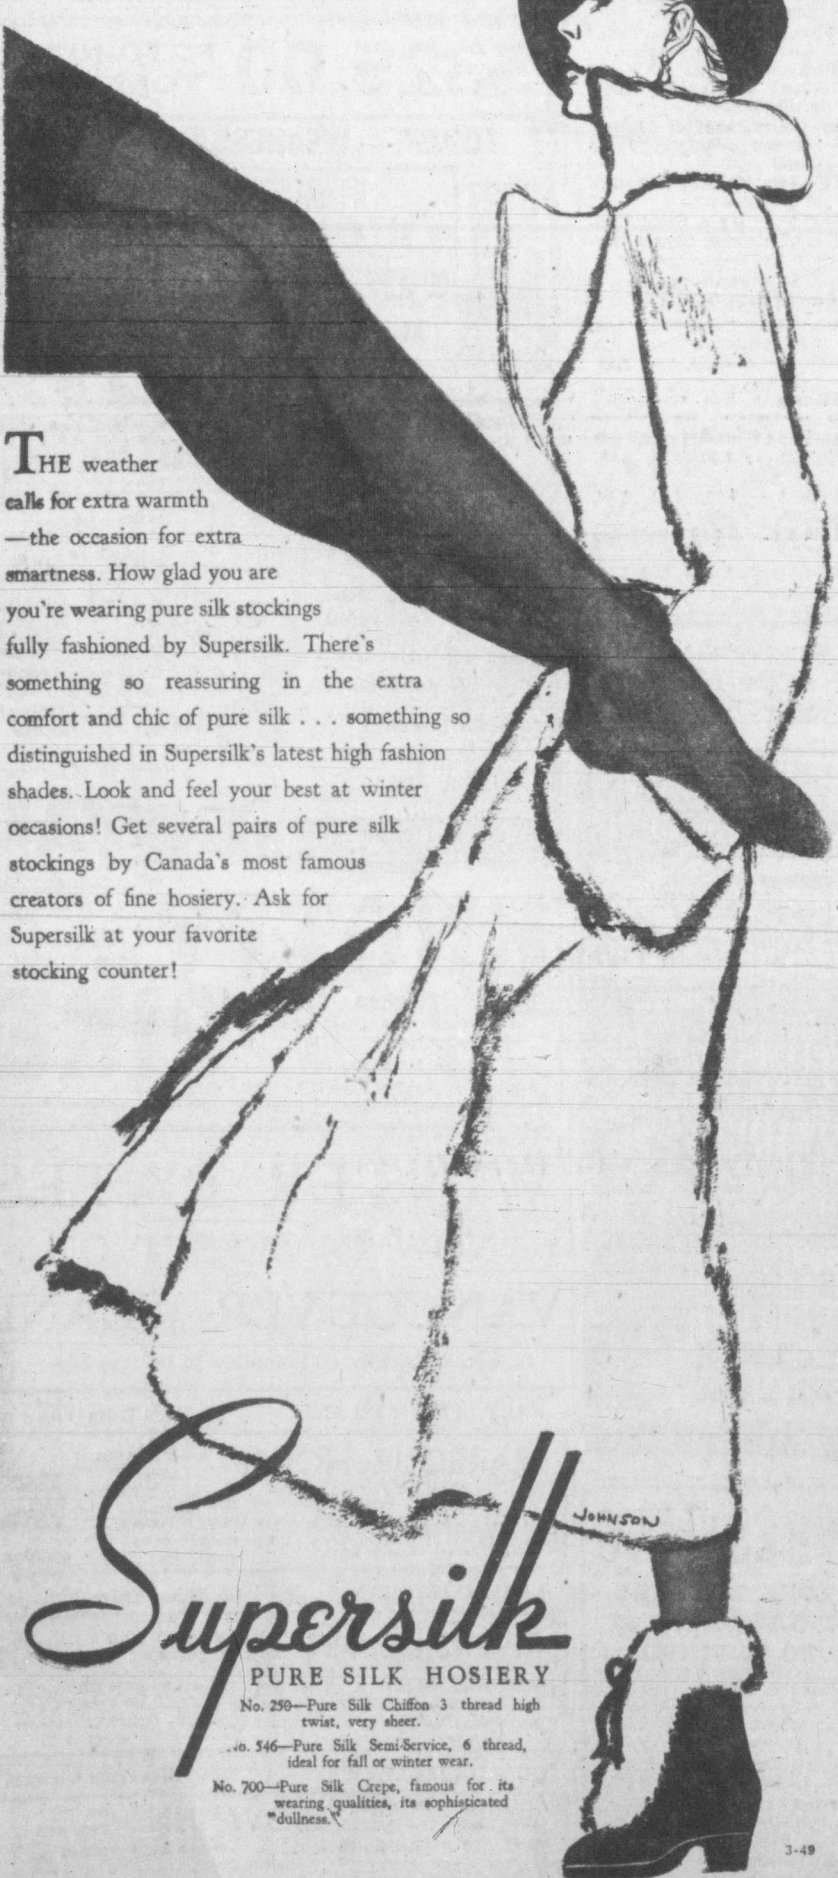 THE weather
calls for extra warmth
—the occasion for extra
smartness. How glad you are
you're wearing pure silk stockings
fully fashioned by Supersilk. There's
something so reassuring in the extra
comfort and chic of pure silk . . . something so
distinguished in Supersilk's latest high fashion
shades. Look and feel your best at winter
occasions! Get several pairs of pure silk
stockings by Canada's most famous
creators of fine hosiery. Ask for
Supersilk at your favorite
stocking counter!
JOHNSON
Supersilk
PURE SILK HOSIERY
No. 250—Pure Silk Chiffon 3 thread high
twist, very sheer.
No. 546—Pure Silk Semi-Service, 6 thread,
ideal for fall or winter wear.
No. 700—Pure Silk Crepe, famous for its
wearing qualities, its sophisticated
"dullness."
3-49